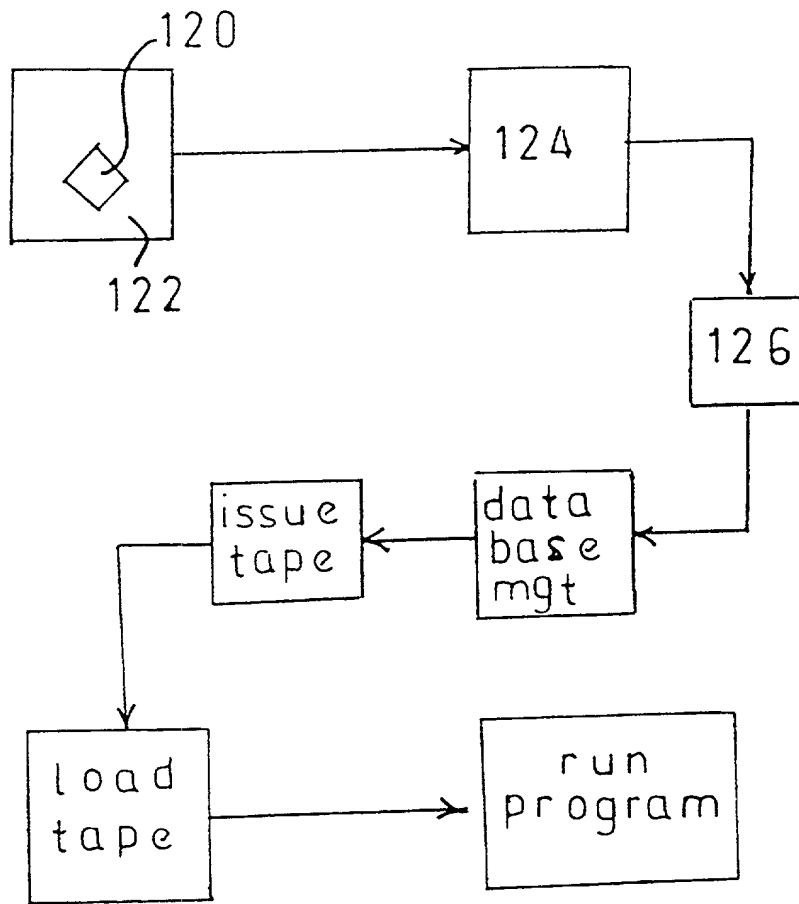 120
122
124
126
data
base
mgt
issue
tape
load
tape
run
program